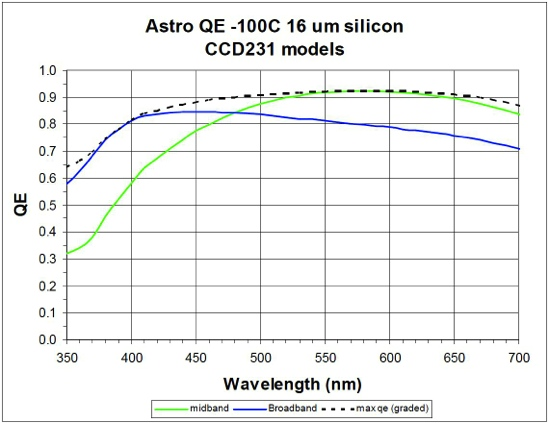 Astro QE -100C 16 um silicon
CCD231 models
1.0
0.9
0.8
0.7
0.6
0.5
0.4
0.3
0.2
0.1
0.0
QE
350 400 450 500 550 600 650 700
Wavelength (nm)
midband Broadband max qe (graded)